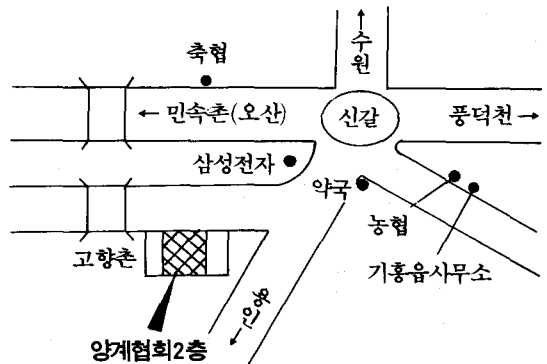 ↑
수원
축협
← 민속촌(오산)
신갈
풍덕천 →
삼성전자
약국
농협
고향촌
기흥읍사무소
용인
↓
양계협회2층